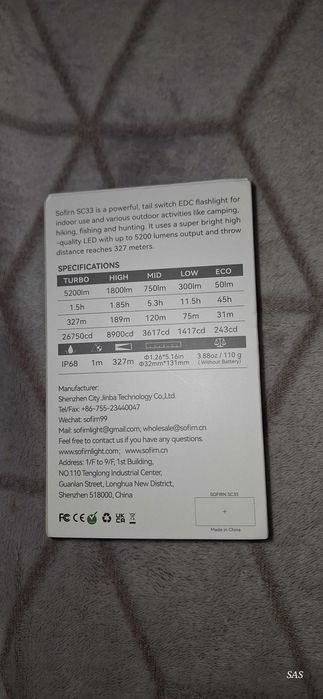 Sofirn SC33 is a powerful, tail switch EDC flashlight for
indoor use and various outdoor activities like camping,
hiking, fishing and hunting. It uses a super bright high
-quality LED with up to 5200 lumens output and throw
distance reaches 327 meters.
SPECIFICATIONS
TURBO HIGH MID LOW ECO
5200lm 1800lm 750lm 300lm 50lm
1.5h 1.85h 5.3h 11.5h 45h
327m 189m 120m 75m 31m
26750cd 8900cd 3617cd 1417cd 243cd
IP68 1m 327m Φ1.26*5.16in 3.88oz / 110 g
Φ32mm*131mm ( Without Battery)
Manufacturer:
Shenzhen City Jinba Technology Co.,Ltd.
Tel/Fax: +86-755-23440047
Wechat: sofirn99
Mail: sofirnlight@gmail.com; wholesale@sofirn.cn
Feel free to contact us if you have any questions.
www.sofirnlight.com; www.sofirn.cn
Address: 1/F to 9/F, 1st Building,
NO.110 Tenglong Industrial Center,
Guanlan Street, Longhua New District,
Shenzhen 518000, China
SOFIRN SC33
FC CE UKCA
Made in China
SAS